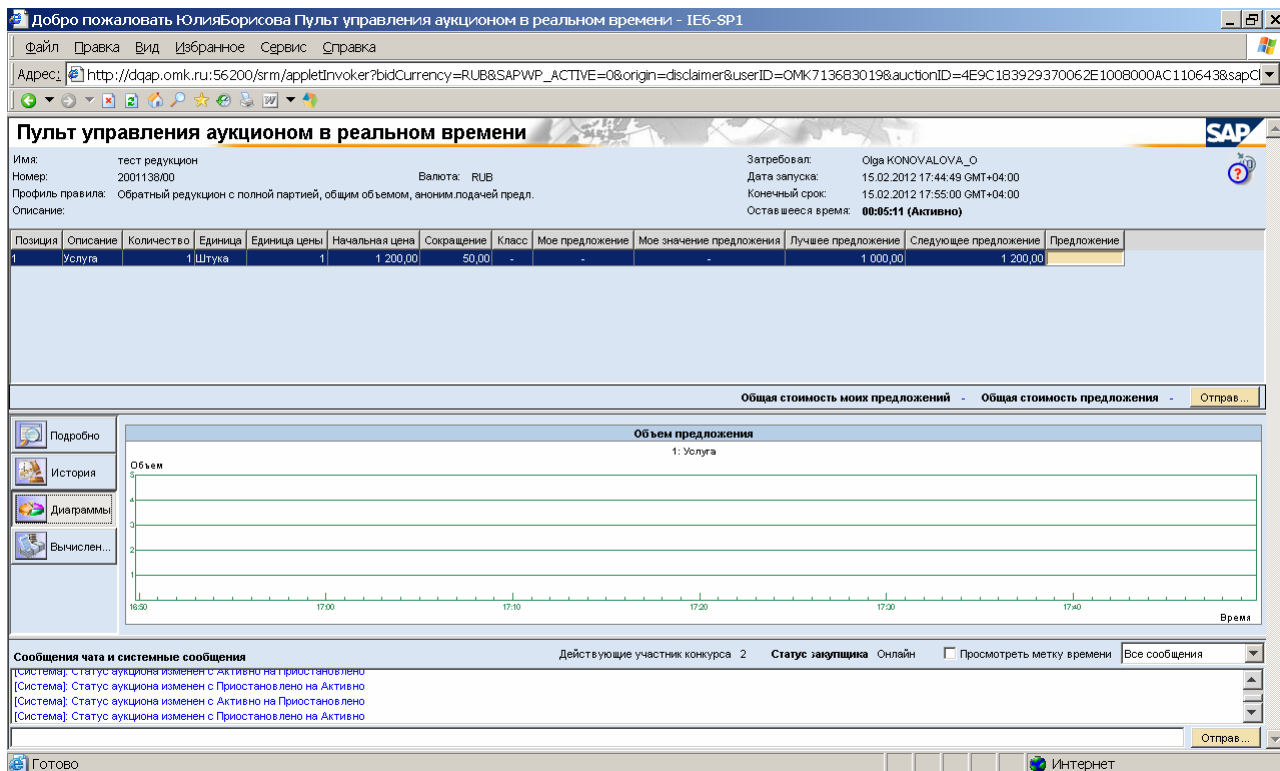 Добро пожаловать ЮлияБорисова Пульт управления аукционом в реальном времени - IE6-SP1
Файл Правка Вид Избранное Сервис Справка
Адрес: http://dqap.omk.ru:56200/srm/appletInvoker?bidCurrency=RUB&SAPWP_ACTIVE=0&origin=disclaimer&userID=OMK713683019&auctionID=4E9C183929370062E1008000AC110643&sapCl
Пульт управления аукционом в реальном времени
SAP
Имя: тест редукцион Затребовал: Olga KONOVALOVA_O
Номер: 2001138/00 Валюта: RUB Дата запуска: 15.02.2012 17:44:49 GMT+04:00
Профиль правила: Обратный редукцион с полной партией, общим объемом, аноним.подачей предл. Конечный срок: 15.02.2012 17:55:00 GMT+04:00
Описание: Оставшееся время: 00:05:11 (Активно)
Позиция Описание Количество Единица Единица цены Начальная цена Сокращение Класс Мое предложение Мое значение предложения Лучшее предложение Следующее предложение Предложение
1 Услуга 1 Штука 1 1 200,00 50,00 - - - 1 000,00 1 200,00
Общая стоимость моих предложений - Общая стоимость предложения - Отправ...
Подробно
История
Диаграммы
Вычислен...
Объем предложения
1: Услуга
Объем
5
4
3
2
1
16:50 17:00 17:10 17:20 17:30 17:40
Время
Сообщения чата и системные сообщения Действующие участник конкурса 2 Статус закупщика Онлайн Просмотреть метку времени Все сообщения
[Система]: Статус аукциона изменен с Активно на Приостановлено
[Система]: Статус аукциона изменен с Приостановлено на Активно
[Система]: Статус аукциона изменен с Активно на Приостановлено
[Система]: Статус аукциона изменен с Приостановлено на Активно
Отправ...
Готово Интернет